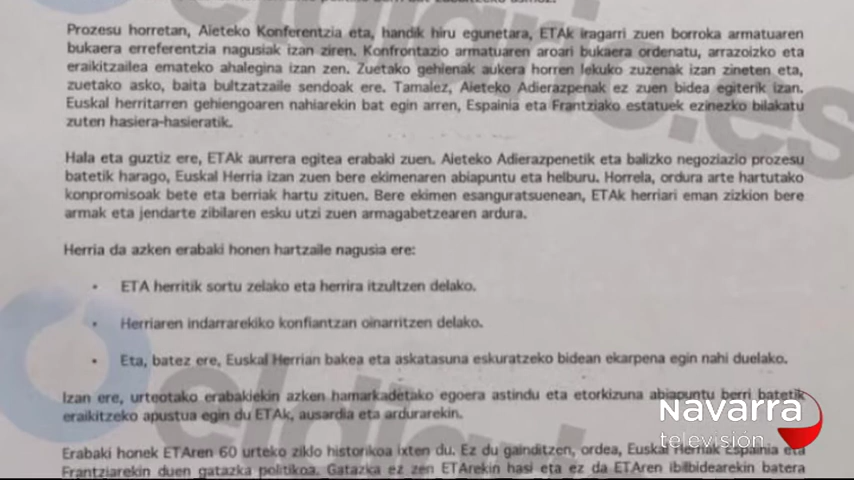 Prozesu horretan, Aieteko Konferentzia eta, handik hiru egunetara, ETAk iragarri zuen borroka armatuaren
bukaera erreferentzia nagusiak izan ziren. Konfrontazio armatuaren aroari bukaera ordenatu, arrazoizko eta
eraikitzailea emateko ahalegina izan zen. Zuetako gehienak aukera horren lekuko zuzenak izan zineten eta,
zuetako asko, baita bultzatzaile sendoak ere. Tamalez, Aieteko Adierazpenak ez zuen bidea egiterik izan.
Euskal herritarren gehiengoaren nahiarekin bat egin arren, Espainia eta Frantziako estatuek ezinezko bilakatu
zuten hasiera-hasieratik.
Hala eta guztiz ere, ETAk aurrera egitea erabaki zuen. Aieteko Adierazpenetik eta balizko negoziazio prozesu
batetik harago, Euskal Herria izan zuen bere ekimenaren abiapuntu eta helburu. Horrela, ordura arte hartutako
konpromisoak bete eta berriak hartu zituen. Bere ekimen esanguratsuenean, ETAk herriari eman zizkion bere
armak eta jendarte zibilaren esku utzi zuen armagabetzearen ardura.
Herria da azken erabaki honen hartzaile nagusia ere:
• ETA herritik sortu zelako eta herrira itzultzen delako.
• Herriaren indarrarekiko konfiantzan oinarritzen delako.
• Eta, batez ere, Euskal Herrian bakea eta askatasuna eskuratzeko bidean ekarpena egin nahi duelako.
Izan ere, urteotako erabakiekin azken hamarkadetako egoera astindu eta etorkizuna abiapuntu berri batetik
eraikitzeko apustua egin du ETAk, ausardia eta ardurarekin.
Erabaki honek ETAren 60 urteko ziklo historikoa ixten du. Ez du gainditzen, ordea, Euskal Herriak Espainia eta
Frantziarekin duen gatazka politikoa. Gatazka ez zen ETArekin hasi eta ez da ETAren ibilbidearekin batera
eldiario.es
eldiario
Navarra
televisión